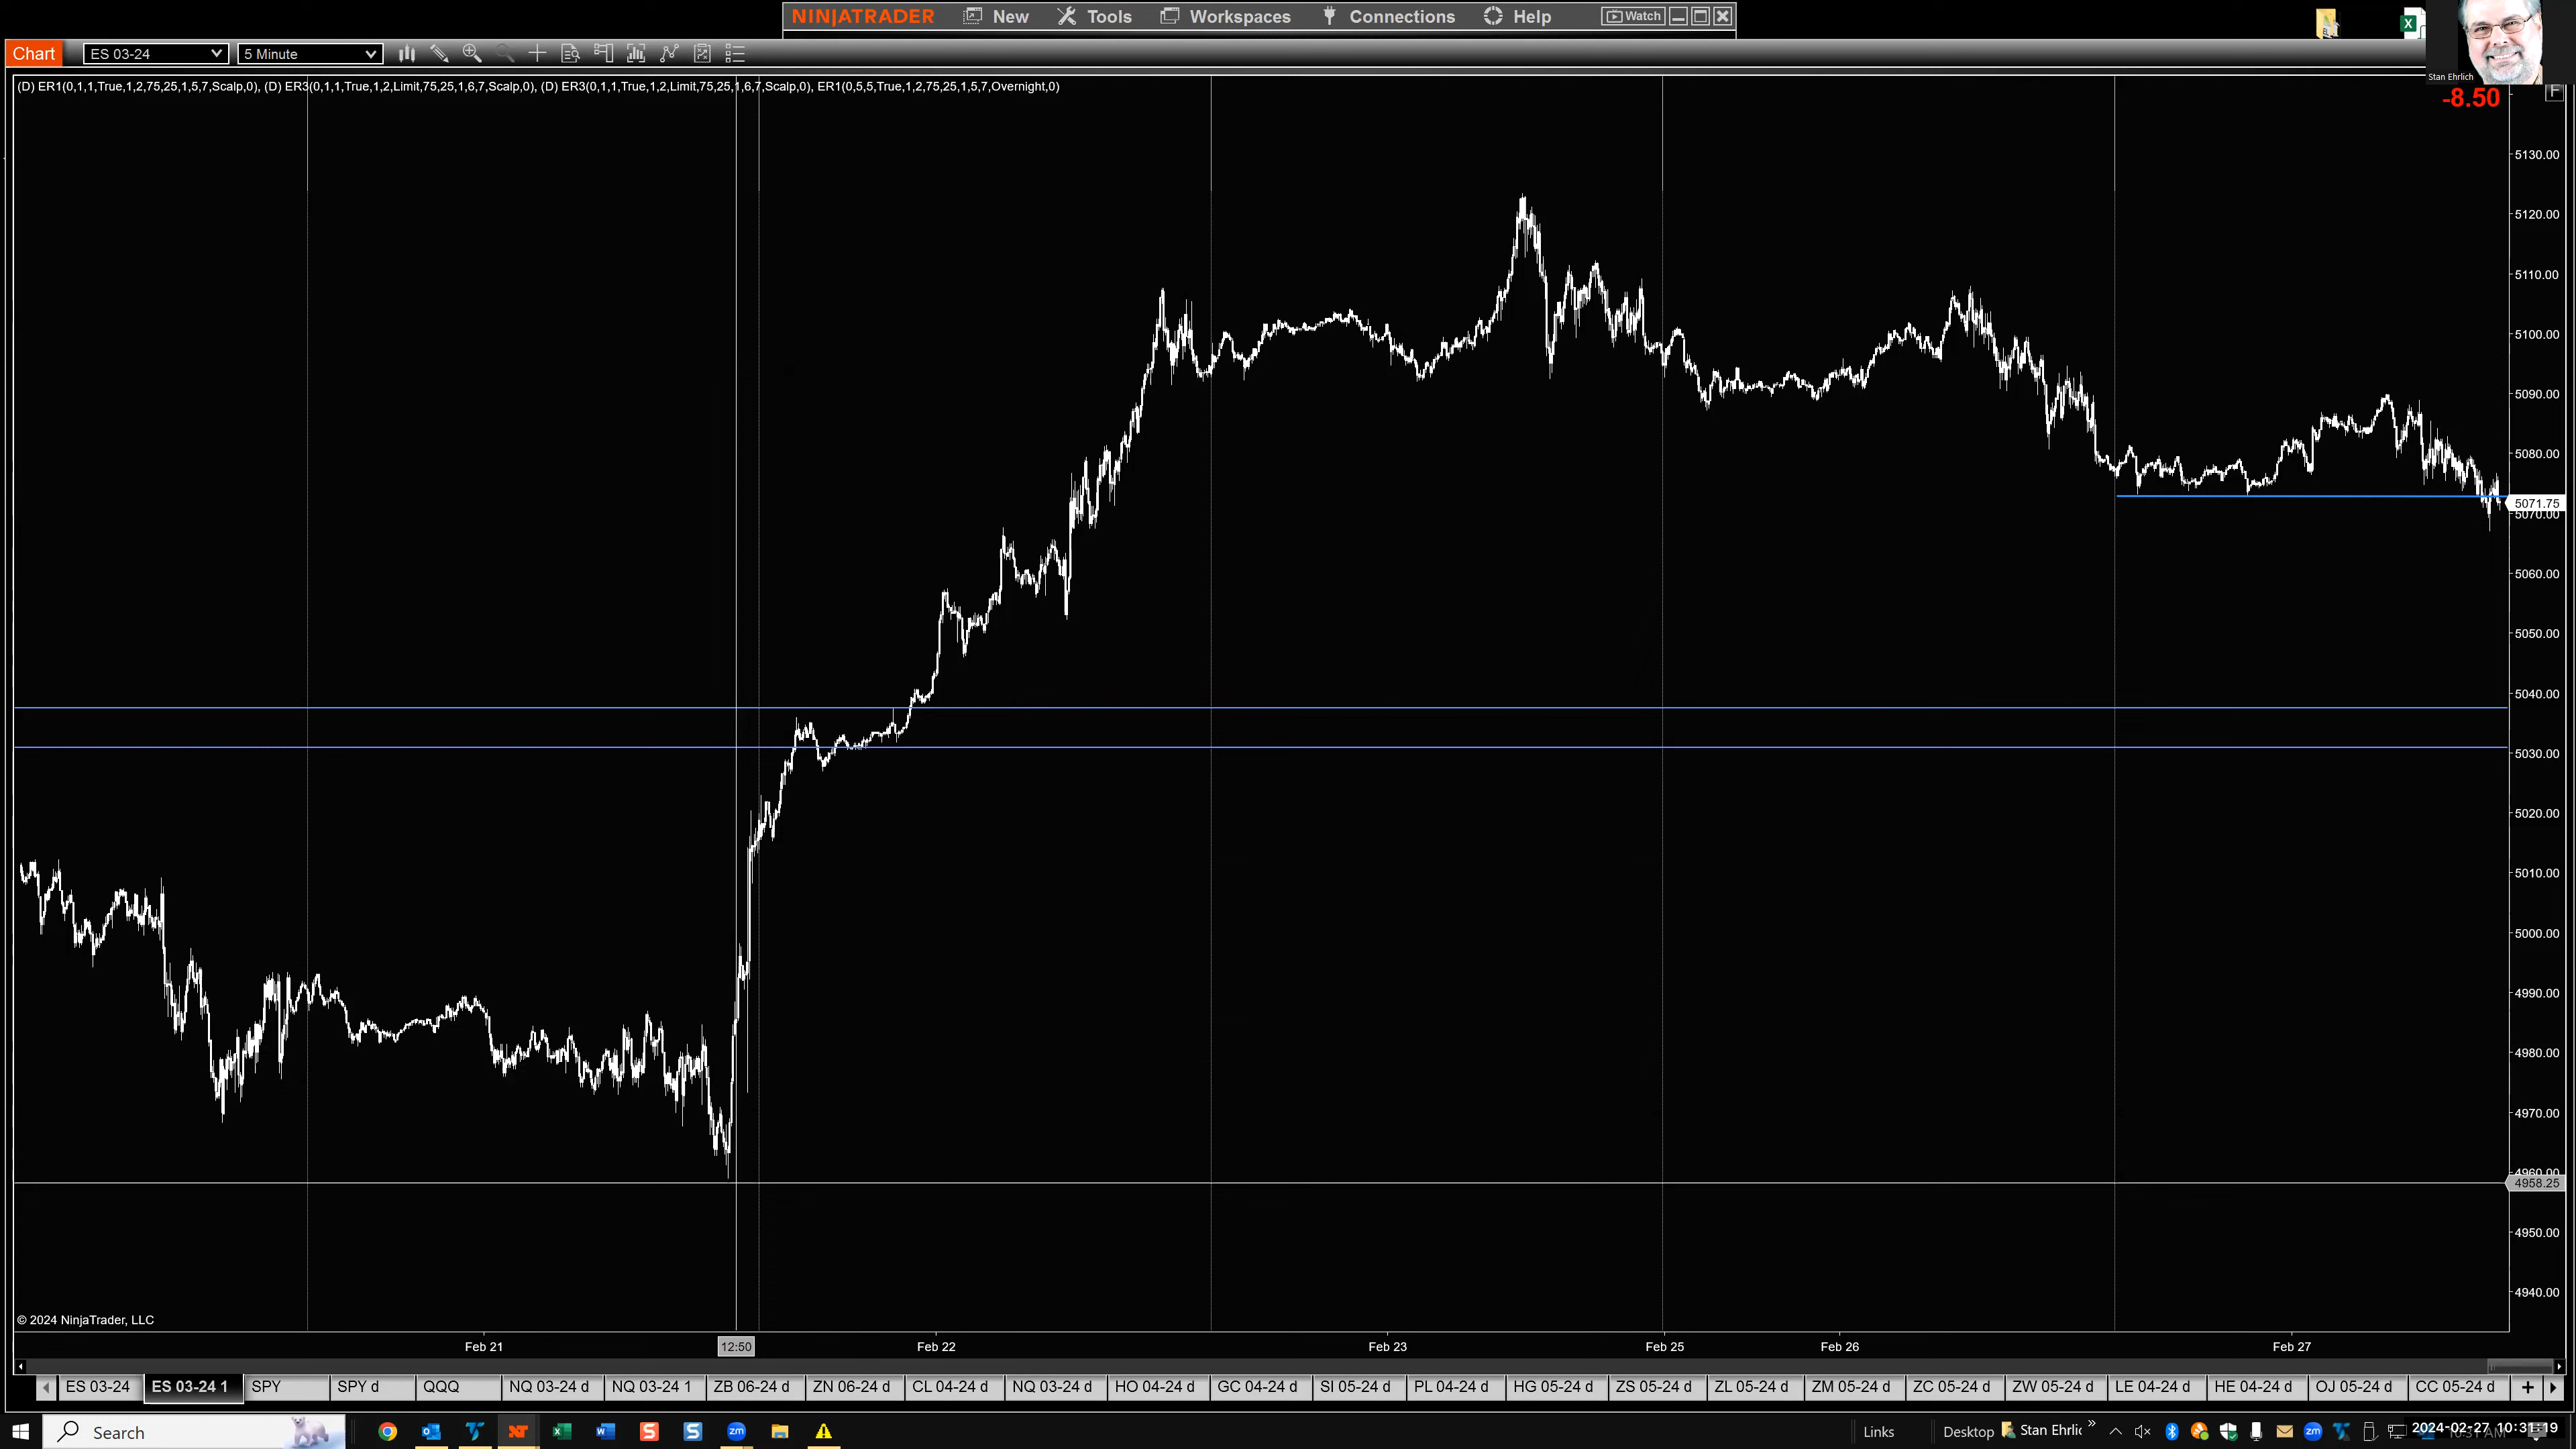 NINJATRADER New Tools Workspaces Connections Help Watch
Stan Ehrlich
Chart ES 03-24 5 Minute
(D) ER1(0,1,1,True,1,2,75,25,1,5,7,Scalp,0), (D) ER3(0,1,1,True,1,2,Limit,75,25,1,6,7,Scalp,0), (D) ER3(0,1,1,True,1,2,Limit,75,25,1,6,7,Scalp,0), ER1(0,5,5,True,1,2,75,25,1,5,7,Overnight,0)
F
-8.50
5130.00
5120.00
5110.00
5100.00
5090.00
5080.00
5071.75
5070.00
5060.00
5050.00
5040.00
5030.00
5020.00
5010.00
5000.00
4990.00
4980.00
4970.00
4960.00
4958.25
4950.00
4940.00
© 2024 NinjaTrader, LLC
Feb 21 12:50 Feb 22 Feb 23 Feb 25 Feb 26 Feb 27
ES 03-24 ES 03-24 1 SPY SPY d QQQ NQ 03-24 d NQ 03-24 1 ZB 06-24 d ZN 06-24 d CL 04-24 d NQ 03-24 d HO 04-24 d GC 04-24 d SI 05-24 d PL 04-24 d HG 05-24 d ZS 05-24 d ZL 05-24 d ZM 05-24 d ZC 05-24 d ZW 05-24 d LE 04-24 d HE 04-24 d OJ 05-24 d CC 05-24 d +
Search Links Desktop Stan Ehrlic 2024-02-27 10:31:19